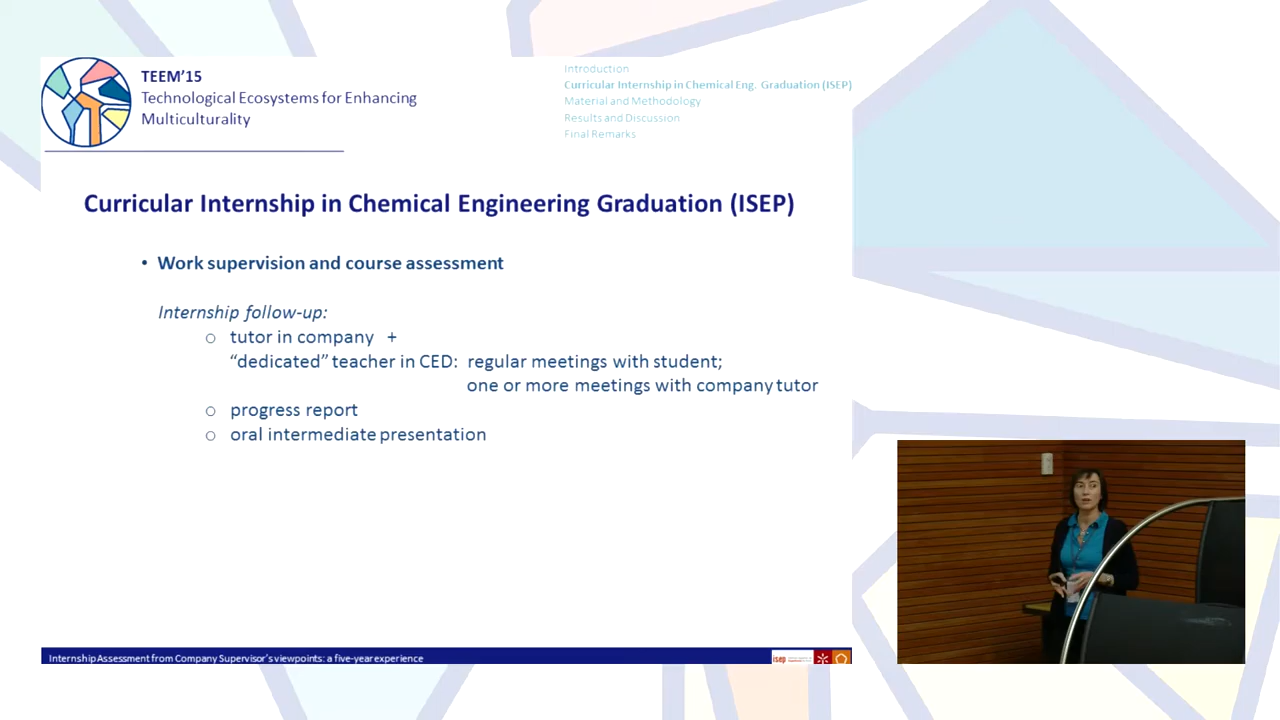 TEEM’15
Technological Ecosystems for Enhancing
Multiculturality
Introduction
Curricular Internship in Chemical Eng. Graduation (ISEP)
Material and Methodology
Results and Discussion
Final Remarks
Curricular Internship in Chemical Engineering Graduation (ISEP)
• Work supervision and course assessment
Internship follow-up:
o tutor in company +
“dedicated” teacher in CED: regular meetings with student;
one or more meetings with company tutor
o progress report
o oral intermediate presentation
Internship Assessment from Company Supervisor’s viewpoints: a five-year experience
isep